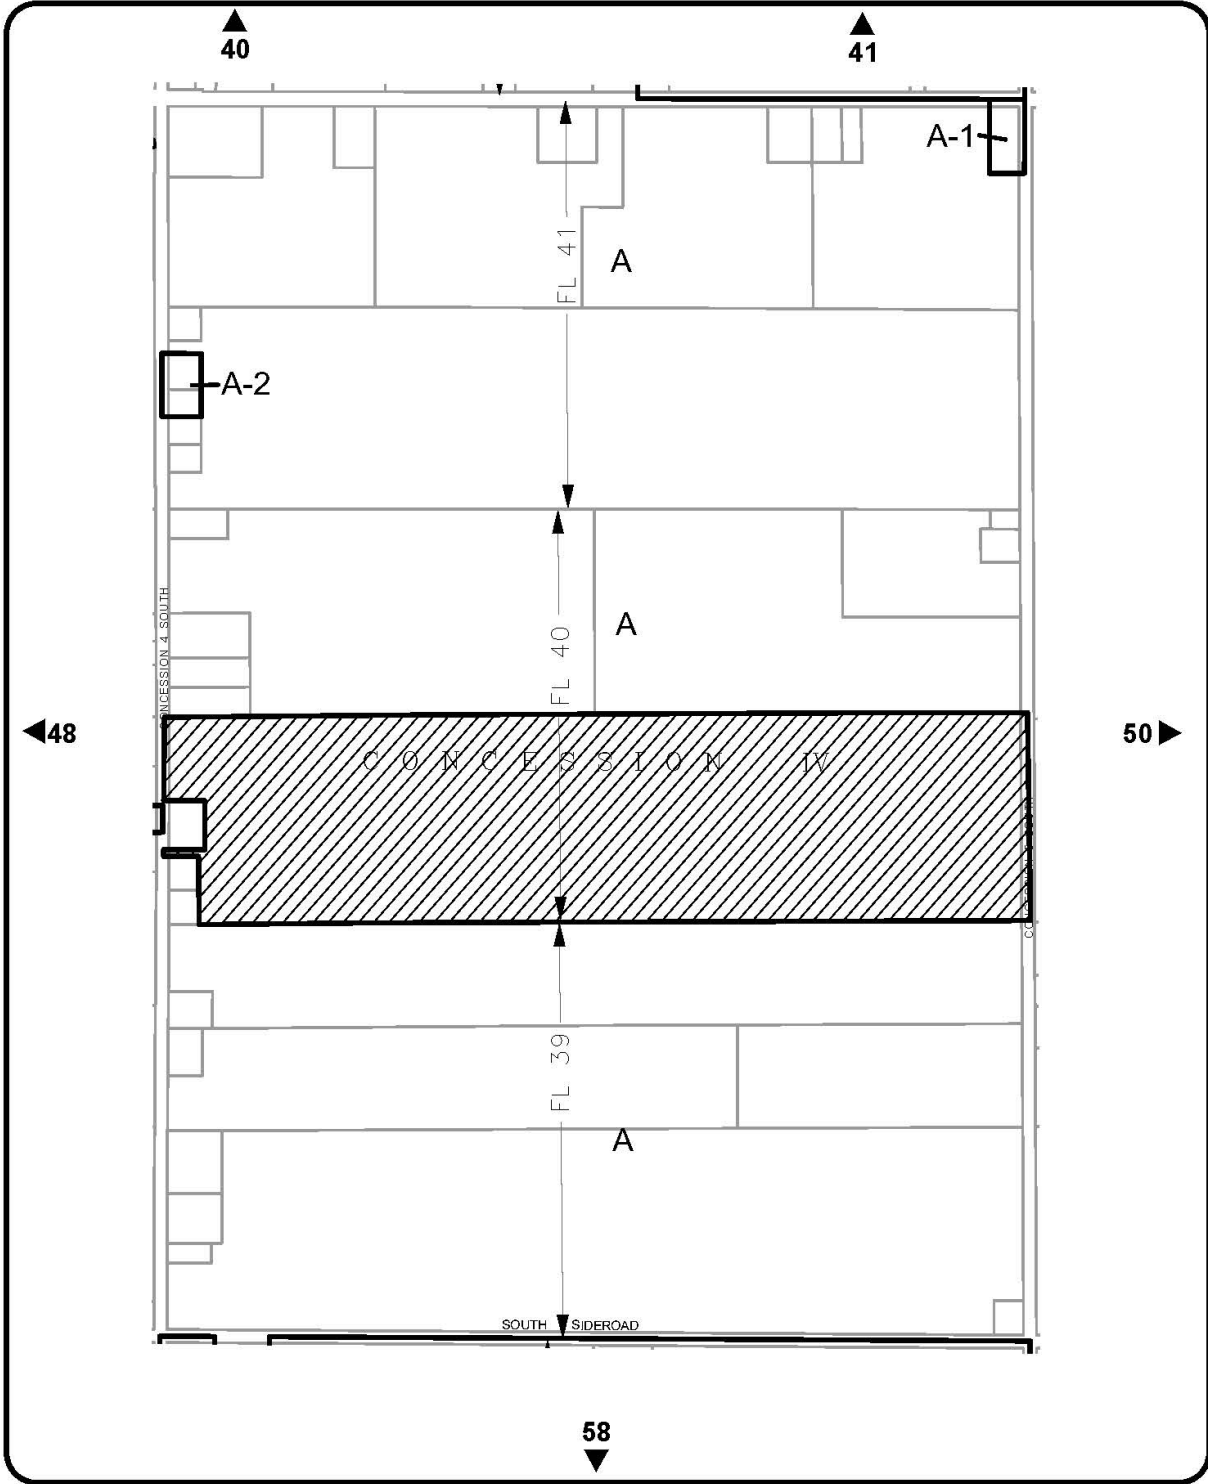 40
41
A-1
FL 41
A
A-2
FL 40
A
CONCESSION 4 SOUTH
48
50
CONCESSION IV
FL 39
A
SOUTH SIDEROAD
58